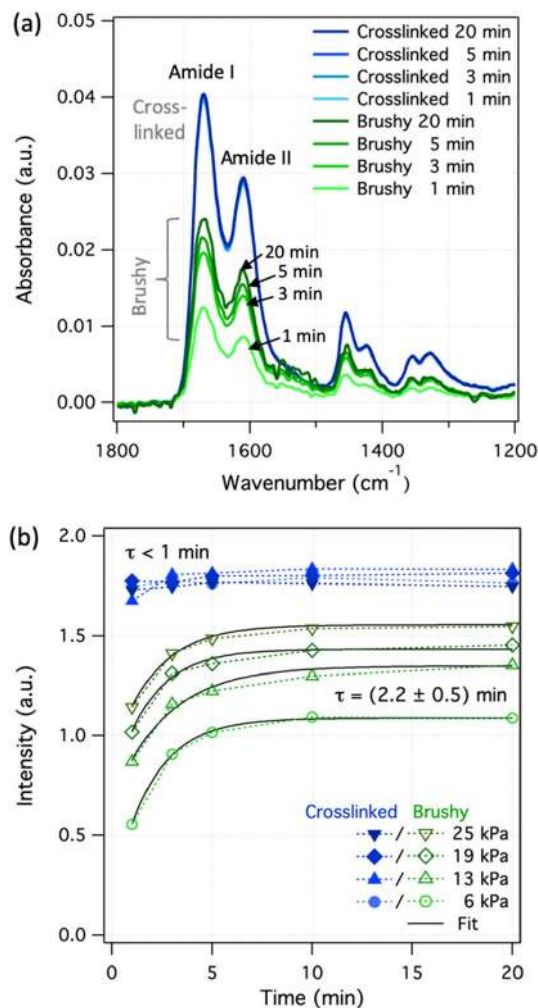 (a)
Crosslinked 20 min
Crosslinked 5 min
Crosslinked 3 min
Crosslinked 1 min
Brushy 20 min
Brushy 5 min
Brushy 3 min
Brushy 1 min
Amide I
Cross-
linked
Amide II
Brushy
20 min
5 min
3 min
1 min
0.05
0.04
0.03
0.02
0.01
0.00
Absorbance (a.u.)
1800
1600
1400
1200
Wavenumber (cm⁻¹)
(b)
τ < 1 min
τ = (2.2 ± 0.5) min
2.0
1.5
1.0
0.5
0.0
Intensity (a.u.)
Crosslinked Brushy
/ 25 kPa
/ 19 kPa
/ 13 kPa
/ 6 kPa
Fit
0
5
10
15
20
Time (min)